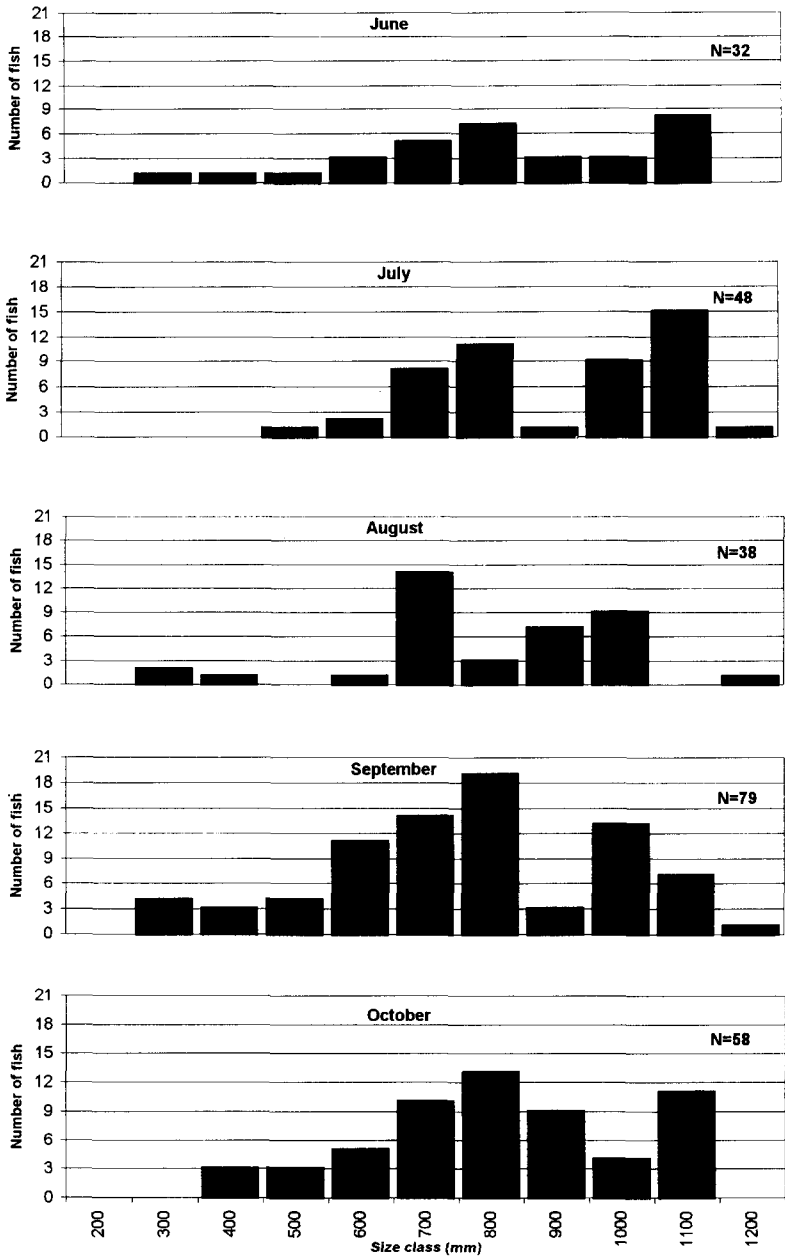 June
N=32
Number of fish
21
18
15
12
9
6
3
0
July
N=48
Number of fish
21
18
15
12
9
6
3
0
August
N=38
Number of fish
21
18
15
12
9
6
3
0
September
N=79
Number of fish
21
18
15
12
9
6
3
0
October
N=58
Number of fish
21
18
15
12
9
6
3
0
200 300 400 500 600 700 800 900 1000 1100 1200
Size class (mm)